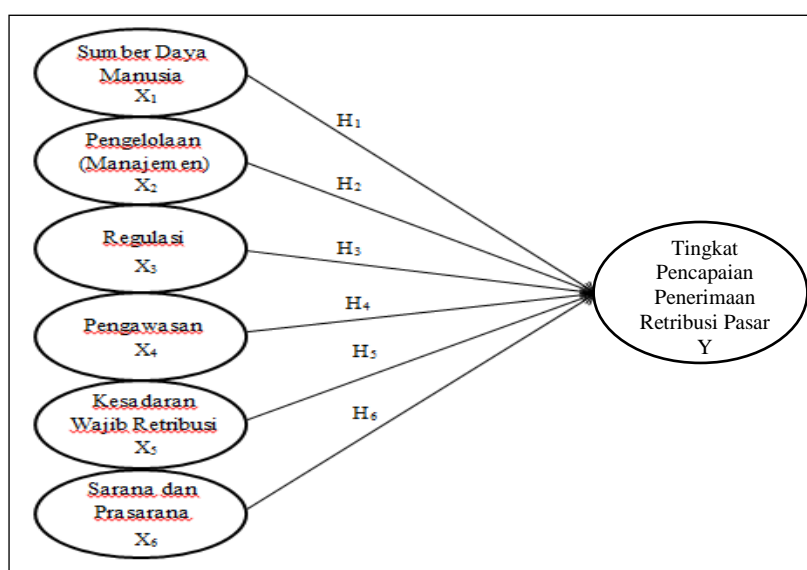 Sumber Daya
Manusia
X₁
Pengelolaan
(Manajemen)
X₂
Regulasi
X₃
Pengawasan
X₄
Kesadaran
Wajib Retribusi
X₅
Sarana dan
Prasarana
X₆
H₁
H₂
H₃
H₄
H₅
H₆
Tingkat
Pencapaian
Penerimaan
Retribusi Pasar
Y